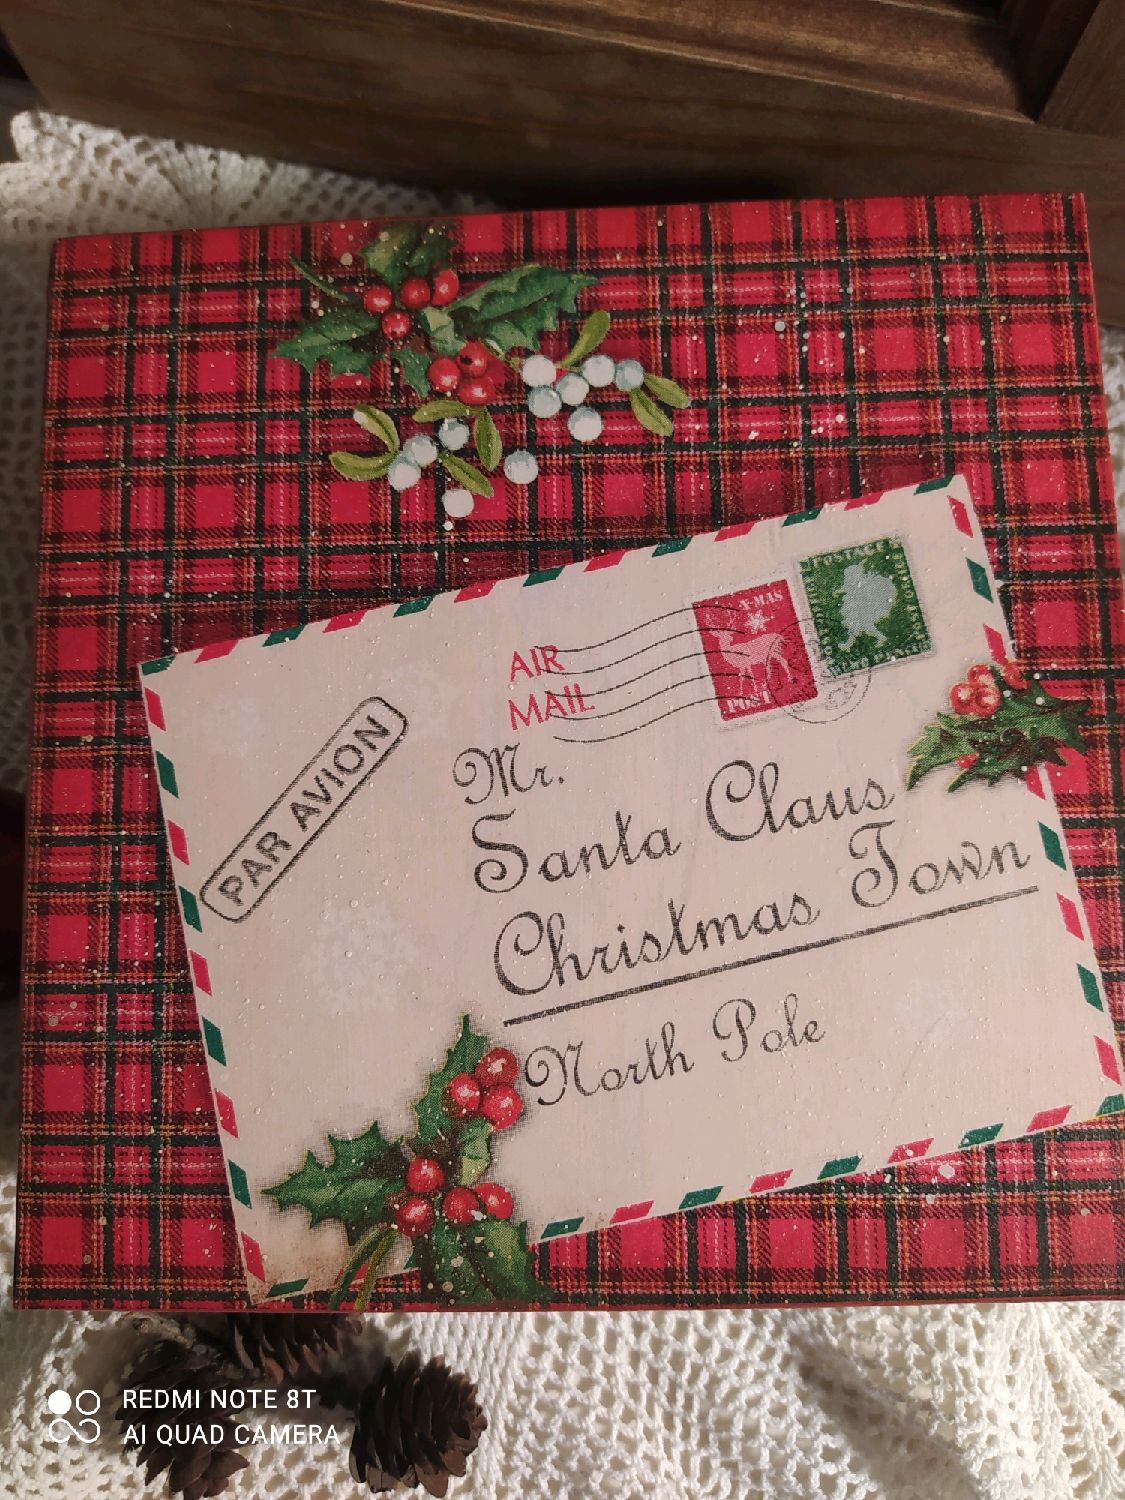 POSTAGE
X-MAS
POST
AIR
MAIL
PAR AVION
Mr.
Santa Claus
Christmas Town
North Pole
REDMI NOTE 8T
AI QUAD CAMERA